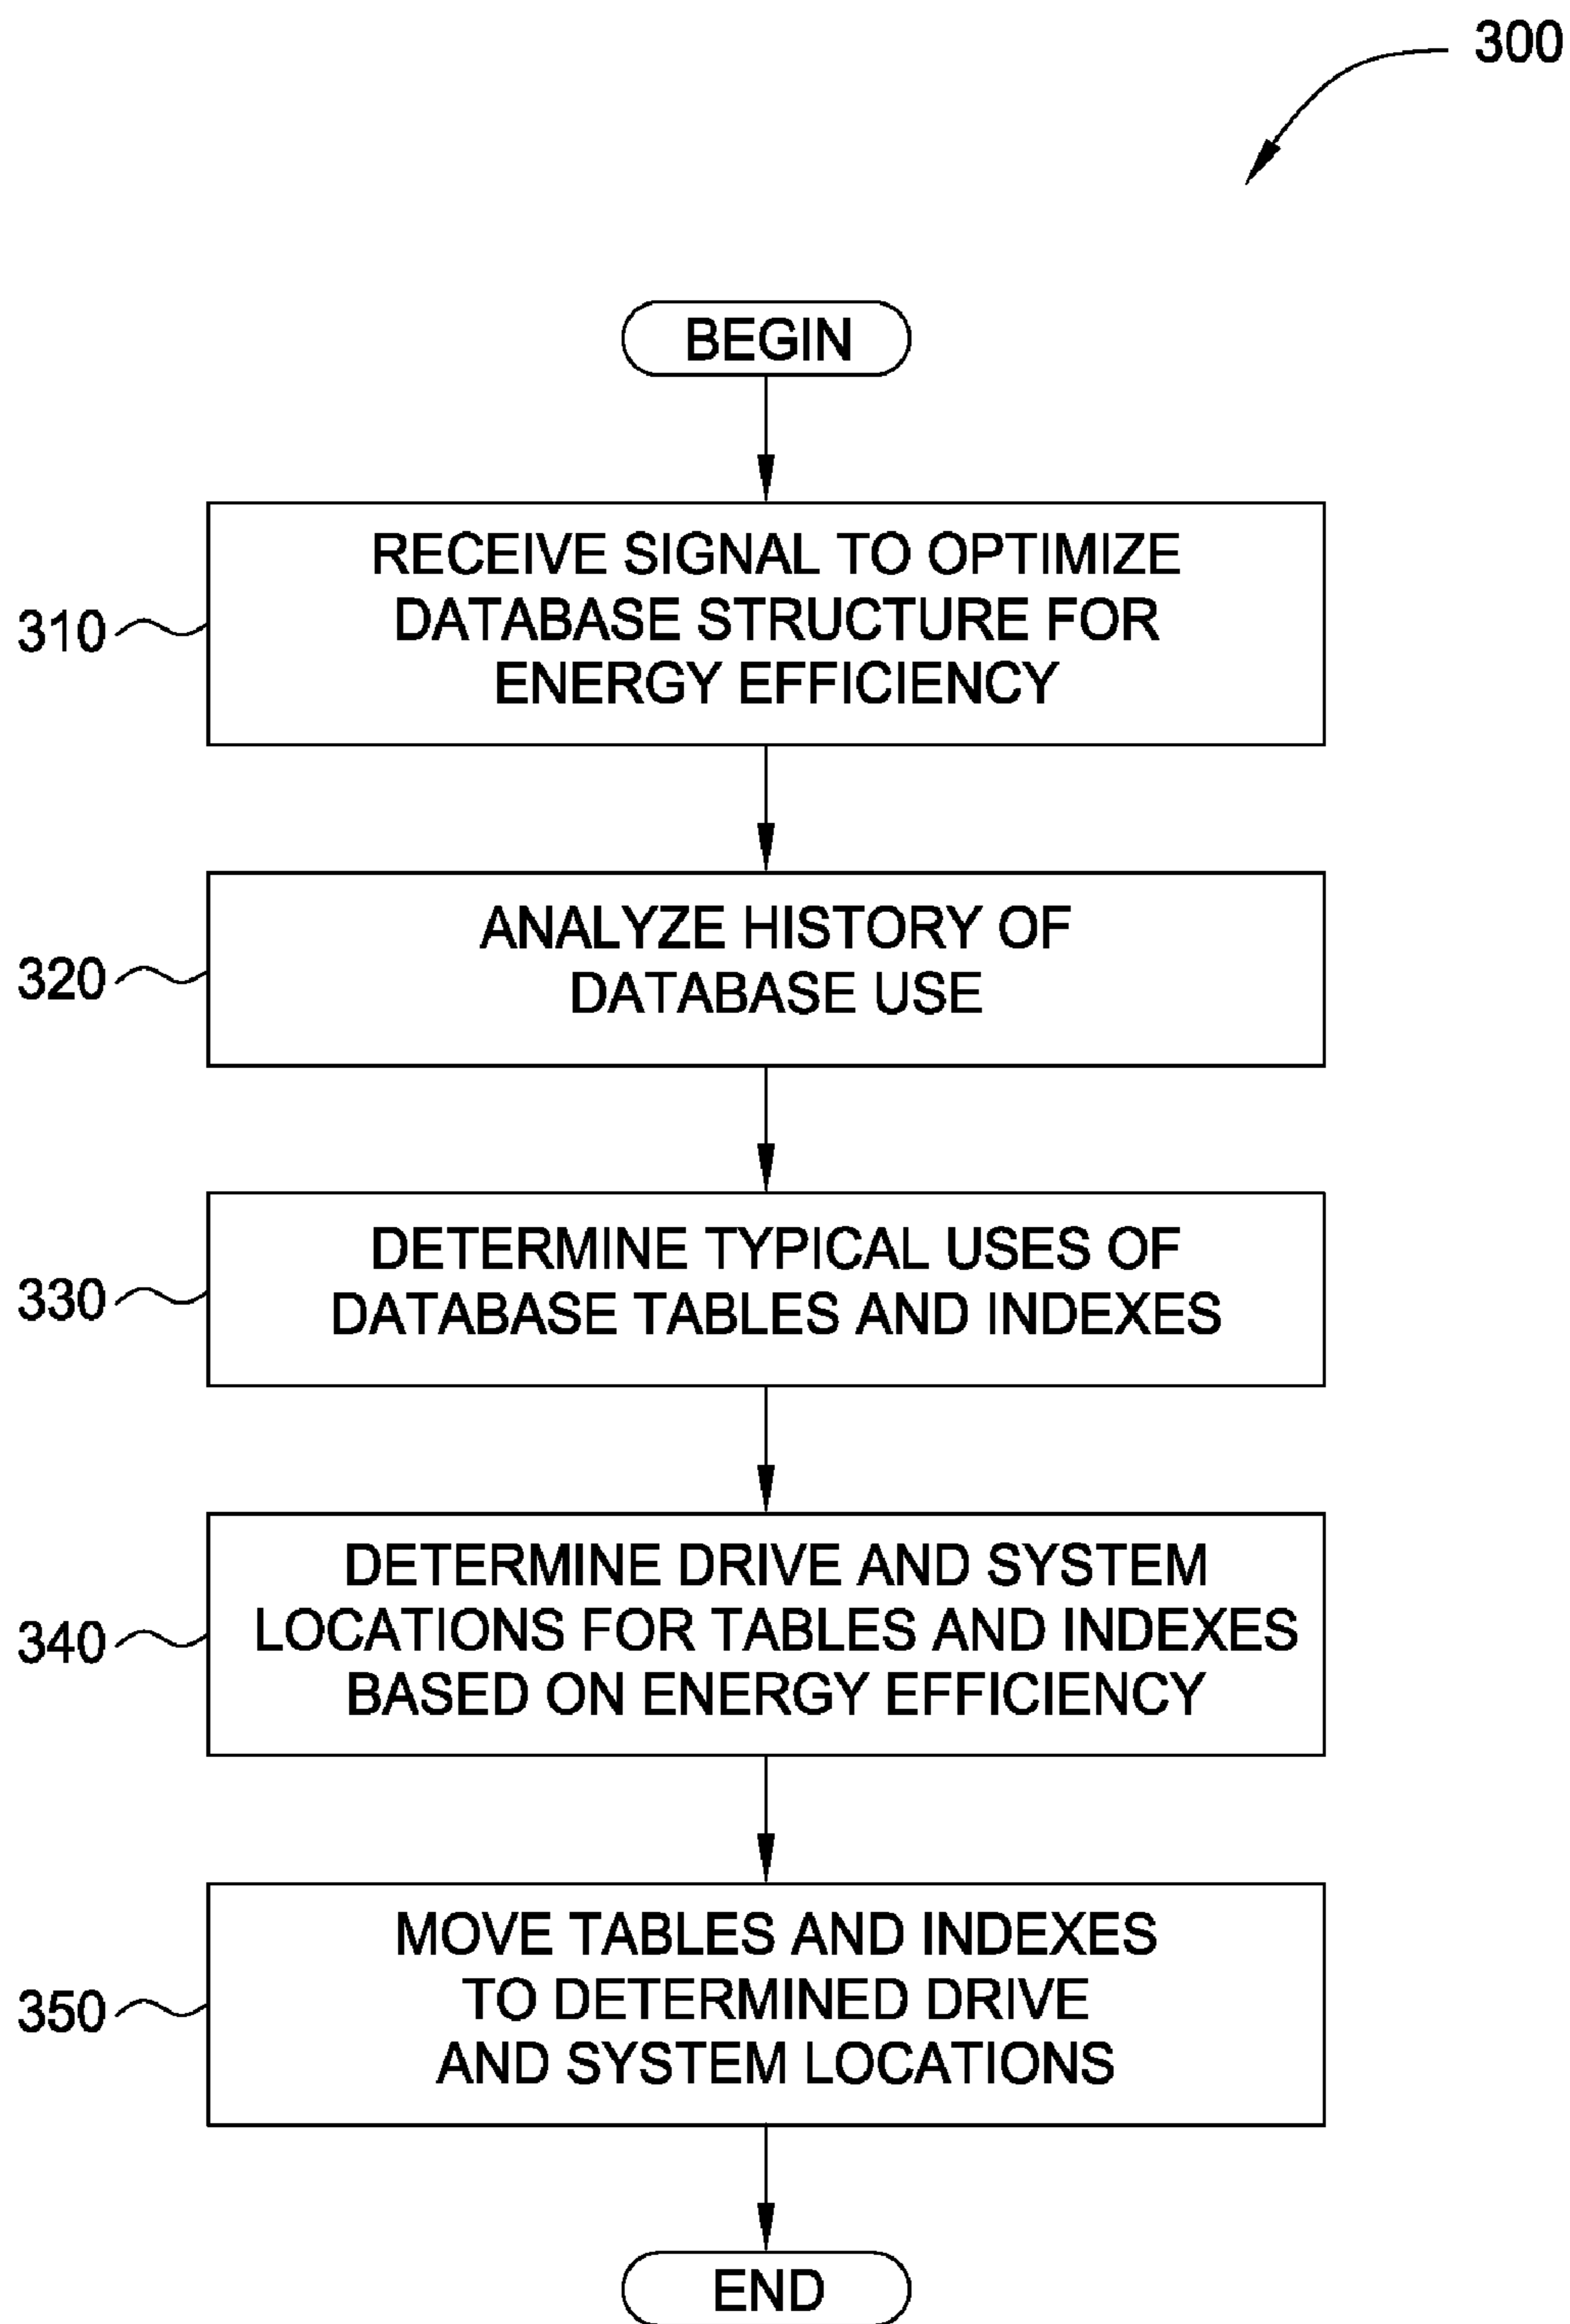 300
BEGIN
310
RECEIVE SIGNAL TO OPTIMIZE
DATABASE STRUCTURE FOR
ENERGY EFFICIENCY
320
ANALYZE HISTORY OF
DATABASE USE
330
DETERMINE TYPICAL USES OF
DATABASE TABLES AND INDEXES
340
DETERMINE DRIVE AND SYSTEM
LOCATIONS FOR TABLES AND INDEXES
BASED ON ENERGY EFFICIENCY
350
MOVE TABLES AND INDEXES
TO DETERMINED DRIVE
AND SYSTEM LOCATIONS
END